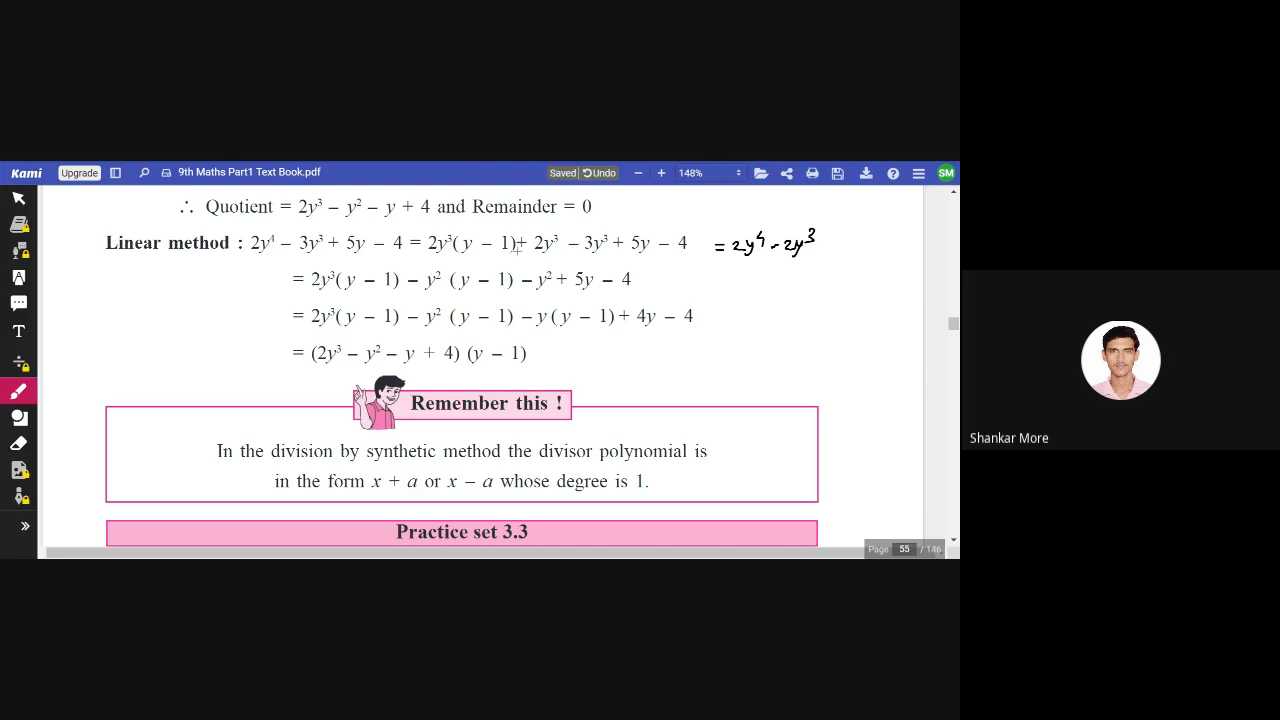 Kami Upgrade 9th Maths Part1 Text Book.pdf Saved Undo 148% SM
∴ Quotient = 2y³ – y² – y + 4 and Remainder = 0
Linear method : 2y⁴ – 3y³ + 5y – 4 = 2y³( y – 1)+ 2y³ – 3y³ + 5y – 4 = 2y⁴ - 2y³
= 2y³( y – 1) – y² ( y – 1) – y² + 5y – 4
= 2y³( y – 1) – y² ( y – 1) – y ( y – 1) + 4y – 4
= (2y³ – y² – y + 4) (y – 1)
Remember this !
In the division by synthetic method the divisor polynomial is
in the form x + a or x – a whose degree is 1.
Practice set 3.3
Page 55 / 146
Shankar More